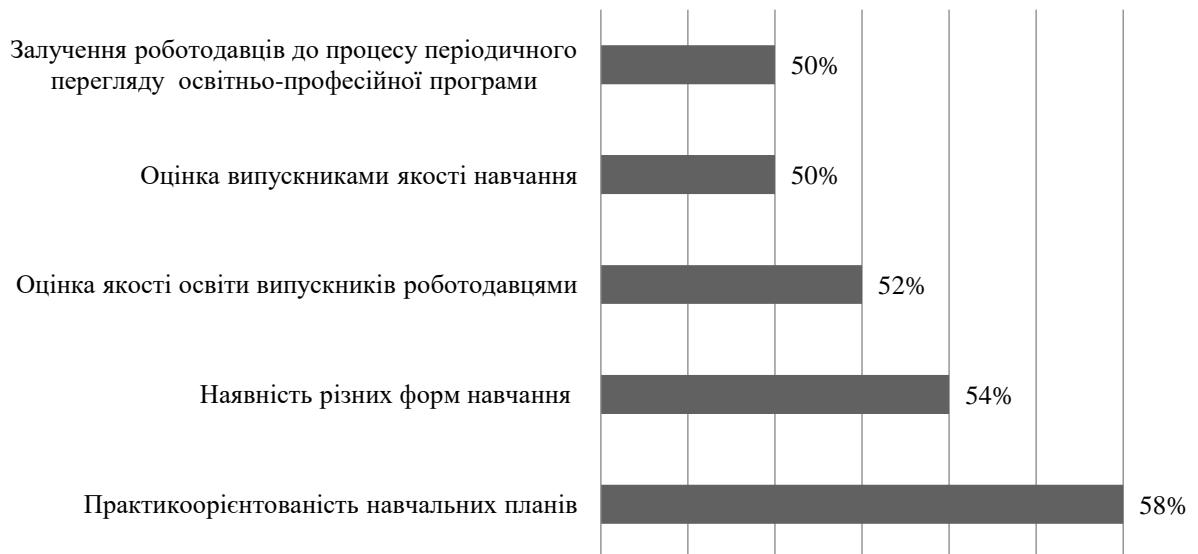 Залучення роботодавців до процесу періодичного
перегляду освітньо-професійної програми
50%
Оцінка випускниками якості навчання
50%
Оцінка якості освіти випускників роботодавцями
52%
Наявність різних форм навчання
54%
Практикоорієнтованість навчальних планів
58%